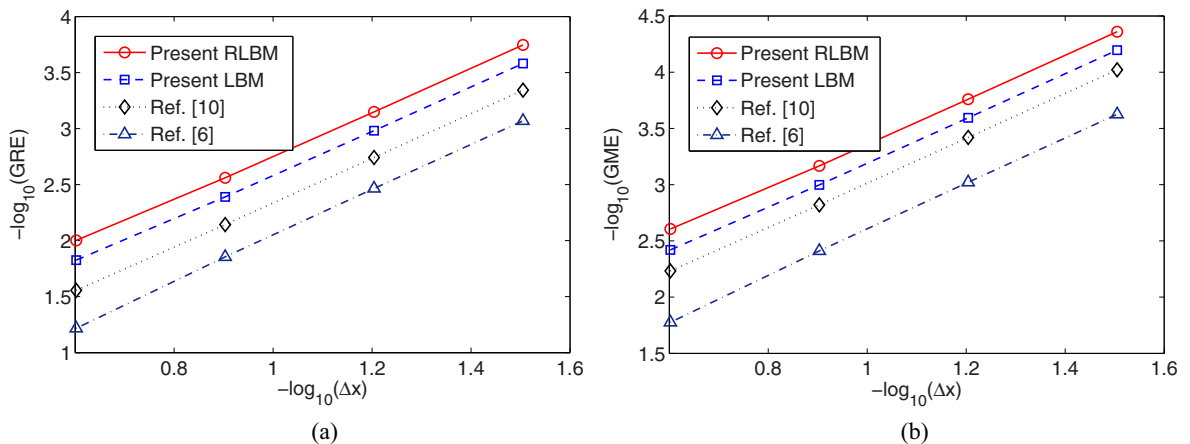 4
3.5
3
2.5
2
1.5
1
-log10(GRE)
Present RLBM
Present LBM
Ref. [10]
Ref. [6]
0.8
1
1.2
1.4
1.6
-log10(Δx)
(a)
4.5
4
3.5
3
2.5
2
1.5
-log10(GME)
Present RLBM
Present LBM
Ref. [10]
Ref. [6]
0.8
1
1.2
1.4
1.6
-log10(Δx)
(b)